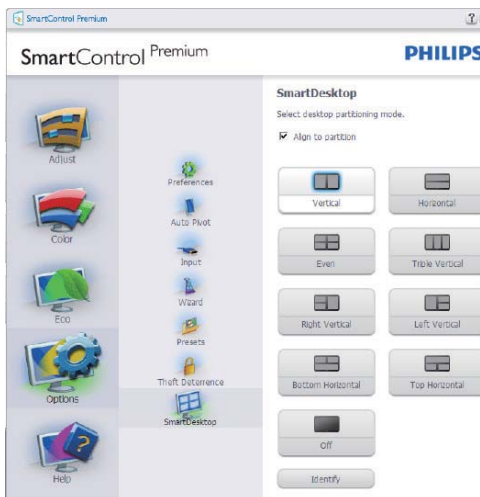 SmartControl Premium
?
SmartControl Premium
PHILIPS
Adjust
Color
Eco
Options
Help
Preferences
Auto Pivot
Input
Wizard
Presets
Theft Deterrence
SmartDesktop
SmartDesktop
Select desktop partitioning mode.
Align to partition
Vertical
Horizontal
Even
Triple Vertical
Right Vertical
Left Vertical
Bottom Horizontal
Top Horizontal
Off
Identify